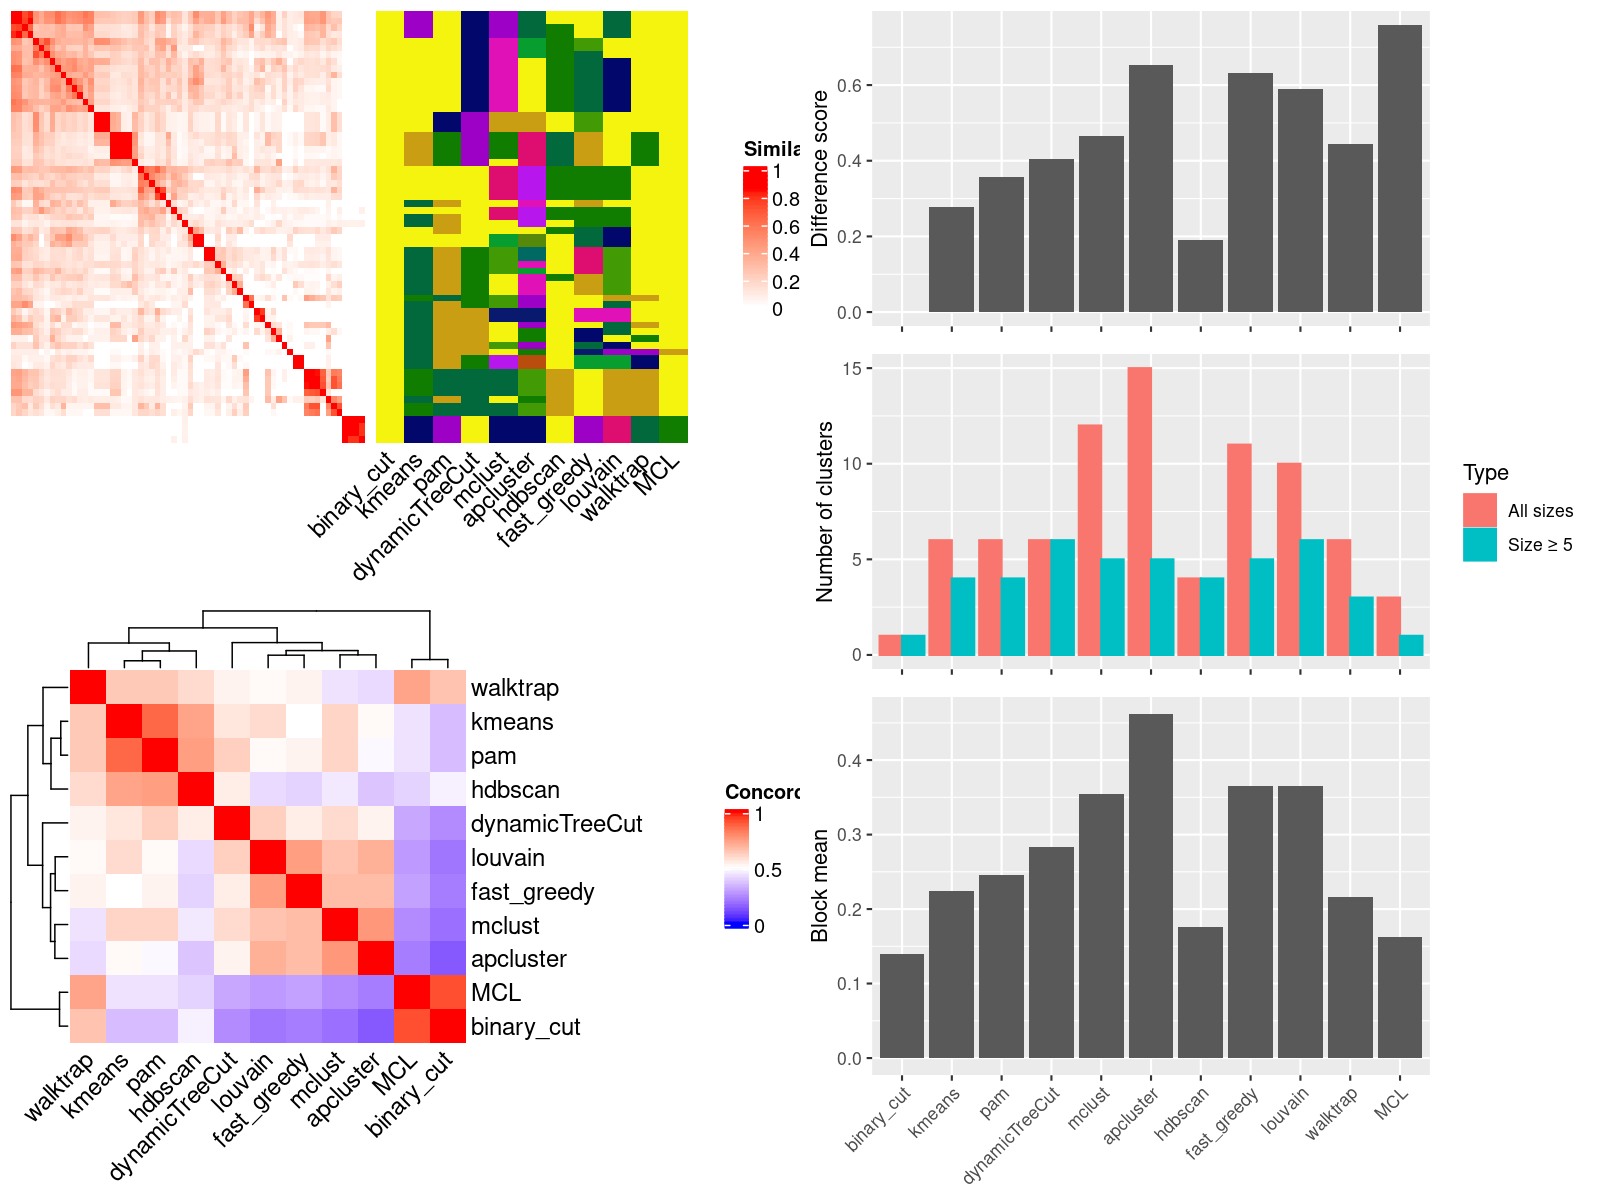 Simila
1
0.8
0.6
0.4
0.2
0
binary_cut
kmeans
pam
dynamicTreeCut
mclust
apcluster
hdbscan
fast_greedy
louvain
walktrap
MCL
walktrap
kmeans
pam
hdbscan
dynamicTreeCut
louvain
fast_greedy
mclust
apcluster
MCL
binary_cut
walktrap
kmeans
pam
hdbscan
dynamicTreeCut
louvain
fast_greedy
mclust
apcluster
MCL
binary_cut
Concord
1
0.5
0
Difference score
0.6
0.4
0.2
0.0
Number of clusters
15
10
5
0
Type
All sizes
Size ≥ 5
Block mean
0.4
0.3
0.2
0.1
0.0
binary_cut
kmeans
pam
dynamicTreeCut
mclust
apcluster
hdbscan
fast_greedy
louvain
walktrap
MCL